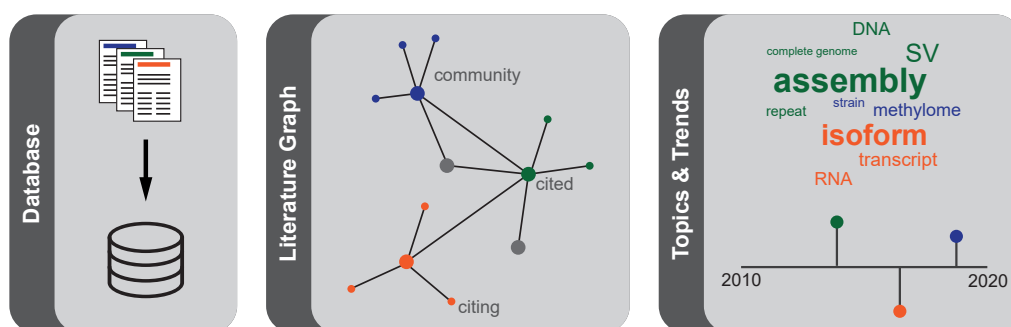 Database
Literature Graph
community
cited
citing
Topics & Trends
DNA
complete genome
SV
assembly
repeat
strain
methylome
isoform
transcript
RNA
2010
2020